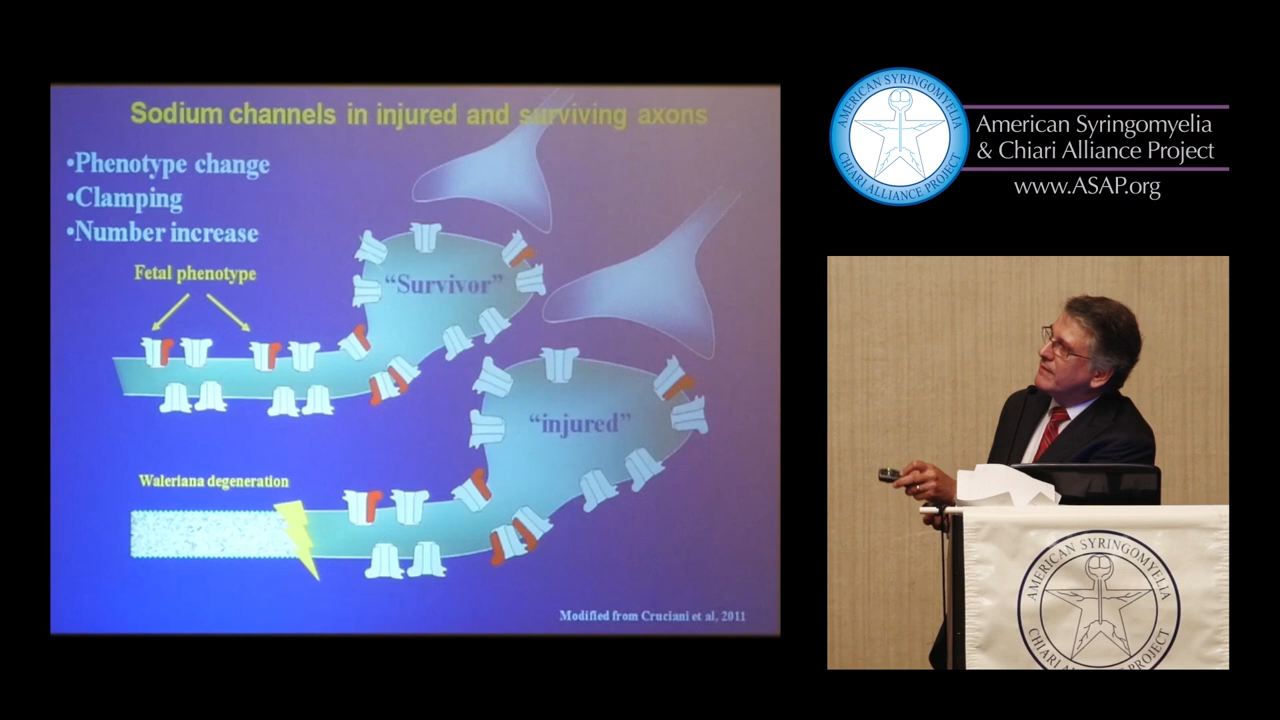 Sodium channels in injured and surviving axons
•Phenotype change
•Clamping
•Number increase
Fetal phenotype
“Survivor”
“injured”
Waleriana degeneration
Modified from Cruciani et al, 2011
AMERICAN SYRINGOMYELIA
CHIARI ALLIANCE PROJECT
American Syringomyelia
& Chiari Alliance Project
www.ASAP.org
AMERICAN SYRINGOMYELIA
CHIARI ALLIANCE PROJECT